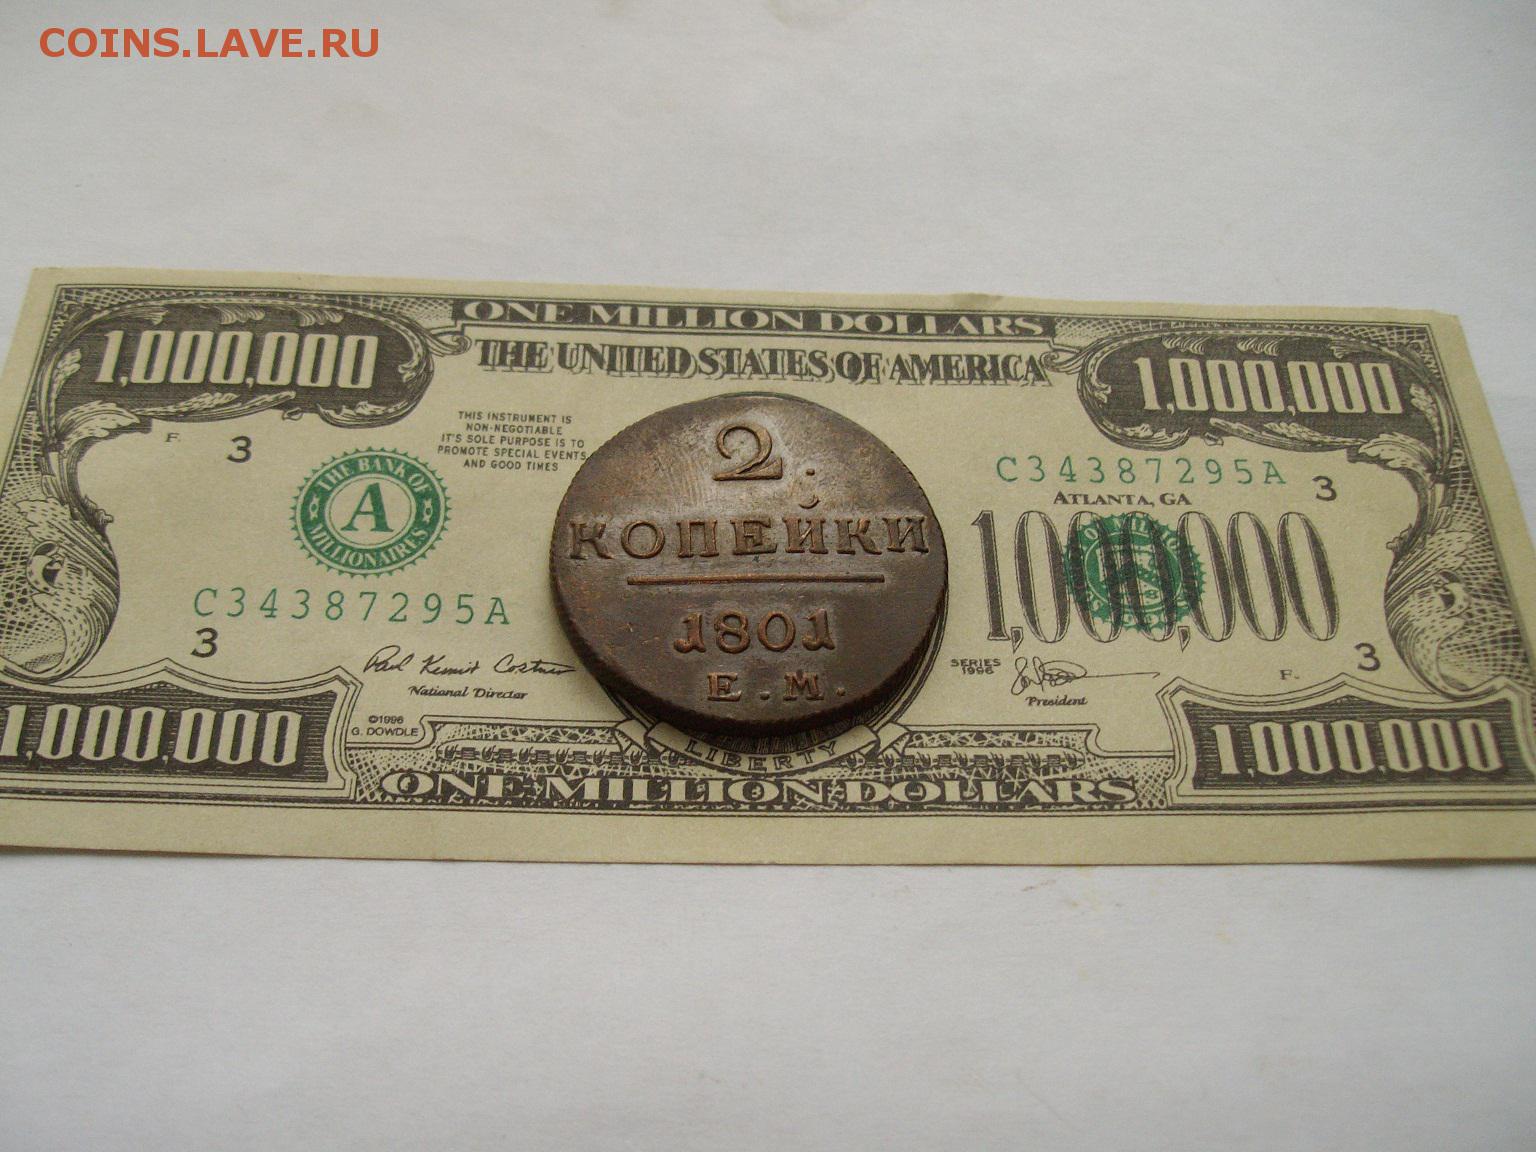 COINS.LAVE.RU
ONE MILLION DOLLARS
1,000,000
THE UNITED STATES OF AMERICA
1,000,000
THIS INSTRUMENT IS
NON-NEGOTIABLE
IT'S SOLE PURPOSE IS TO
PROMOTE SPECIAL EVENTS
AND GOOD TIMES
F. 3
THE BANK OF
A
MILLIONAIRES
C34387295A
3
C34387295A 3
ATLANTA, GA
1,000,000
2
КОПЕЙКИ
1801
Е.М.
Paul Kermit Costner
National Director
SERIES
1996
President
F. 3
©1996
G. DOWDLE
1,000,000
LIBERTY
1,000,000
ONE MILLION DOLLARS